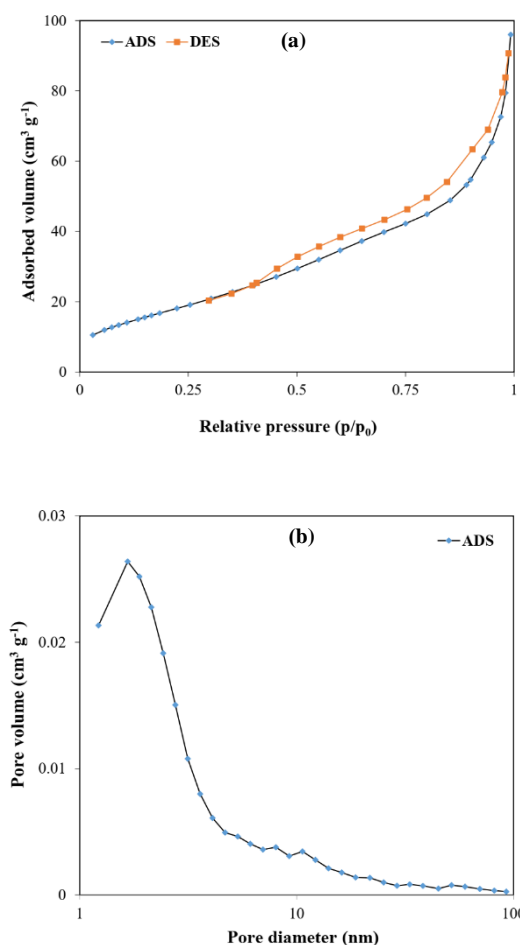 100
ADS DES (a)
80
60
40
20
0
0 0.25 0.5 0.75 1
Adsorbed volume (cm³ g⁻¹)
Relative pressure (p/p₀)
0.03
(b) ADS
0.02
0.01
0
1 10 100
Pore volume (cm³ g⁻¹)
Pore diameter (nm)